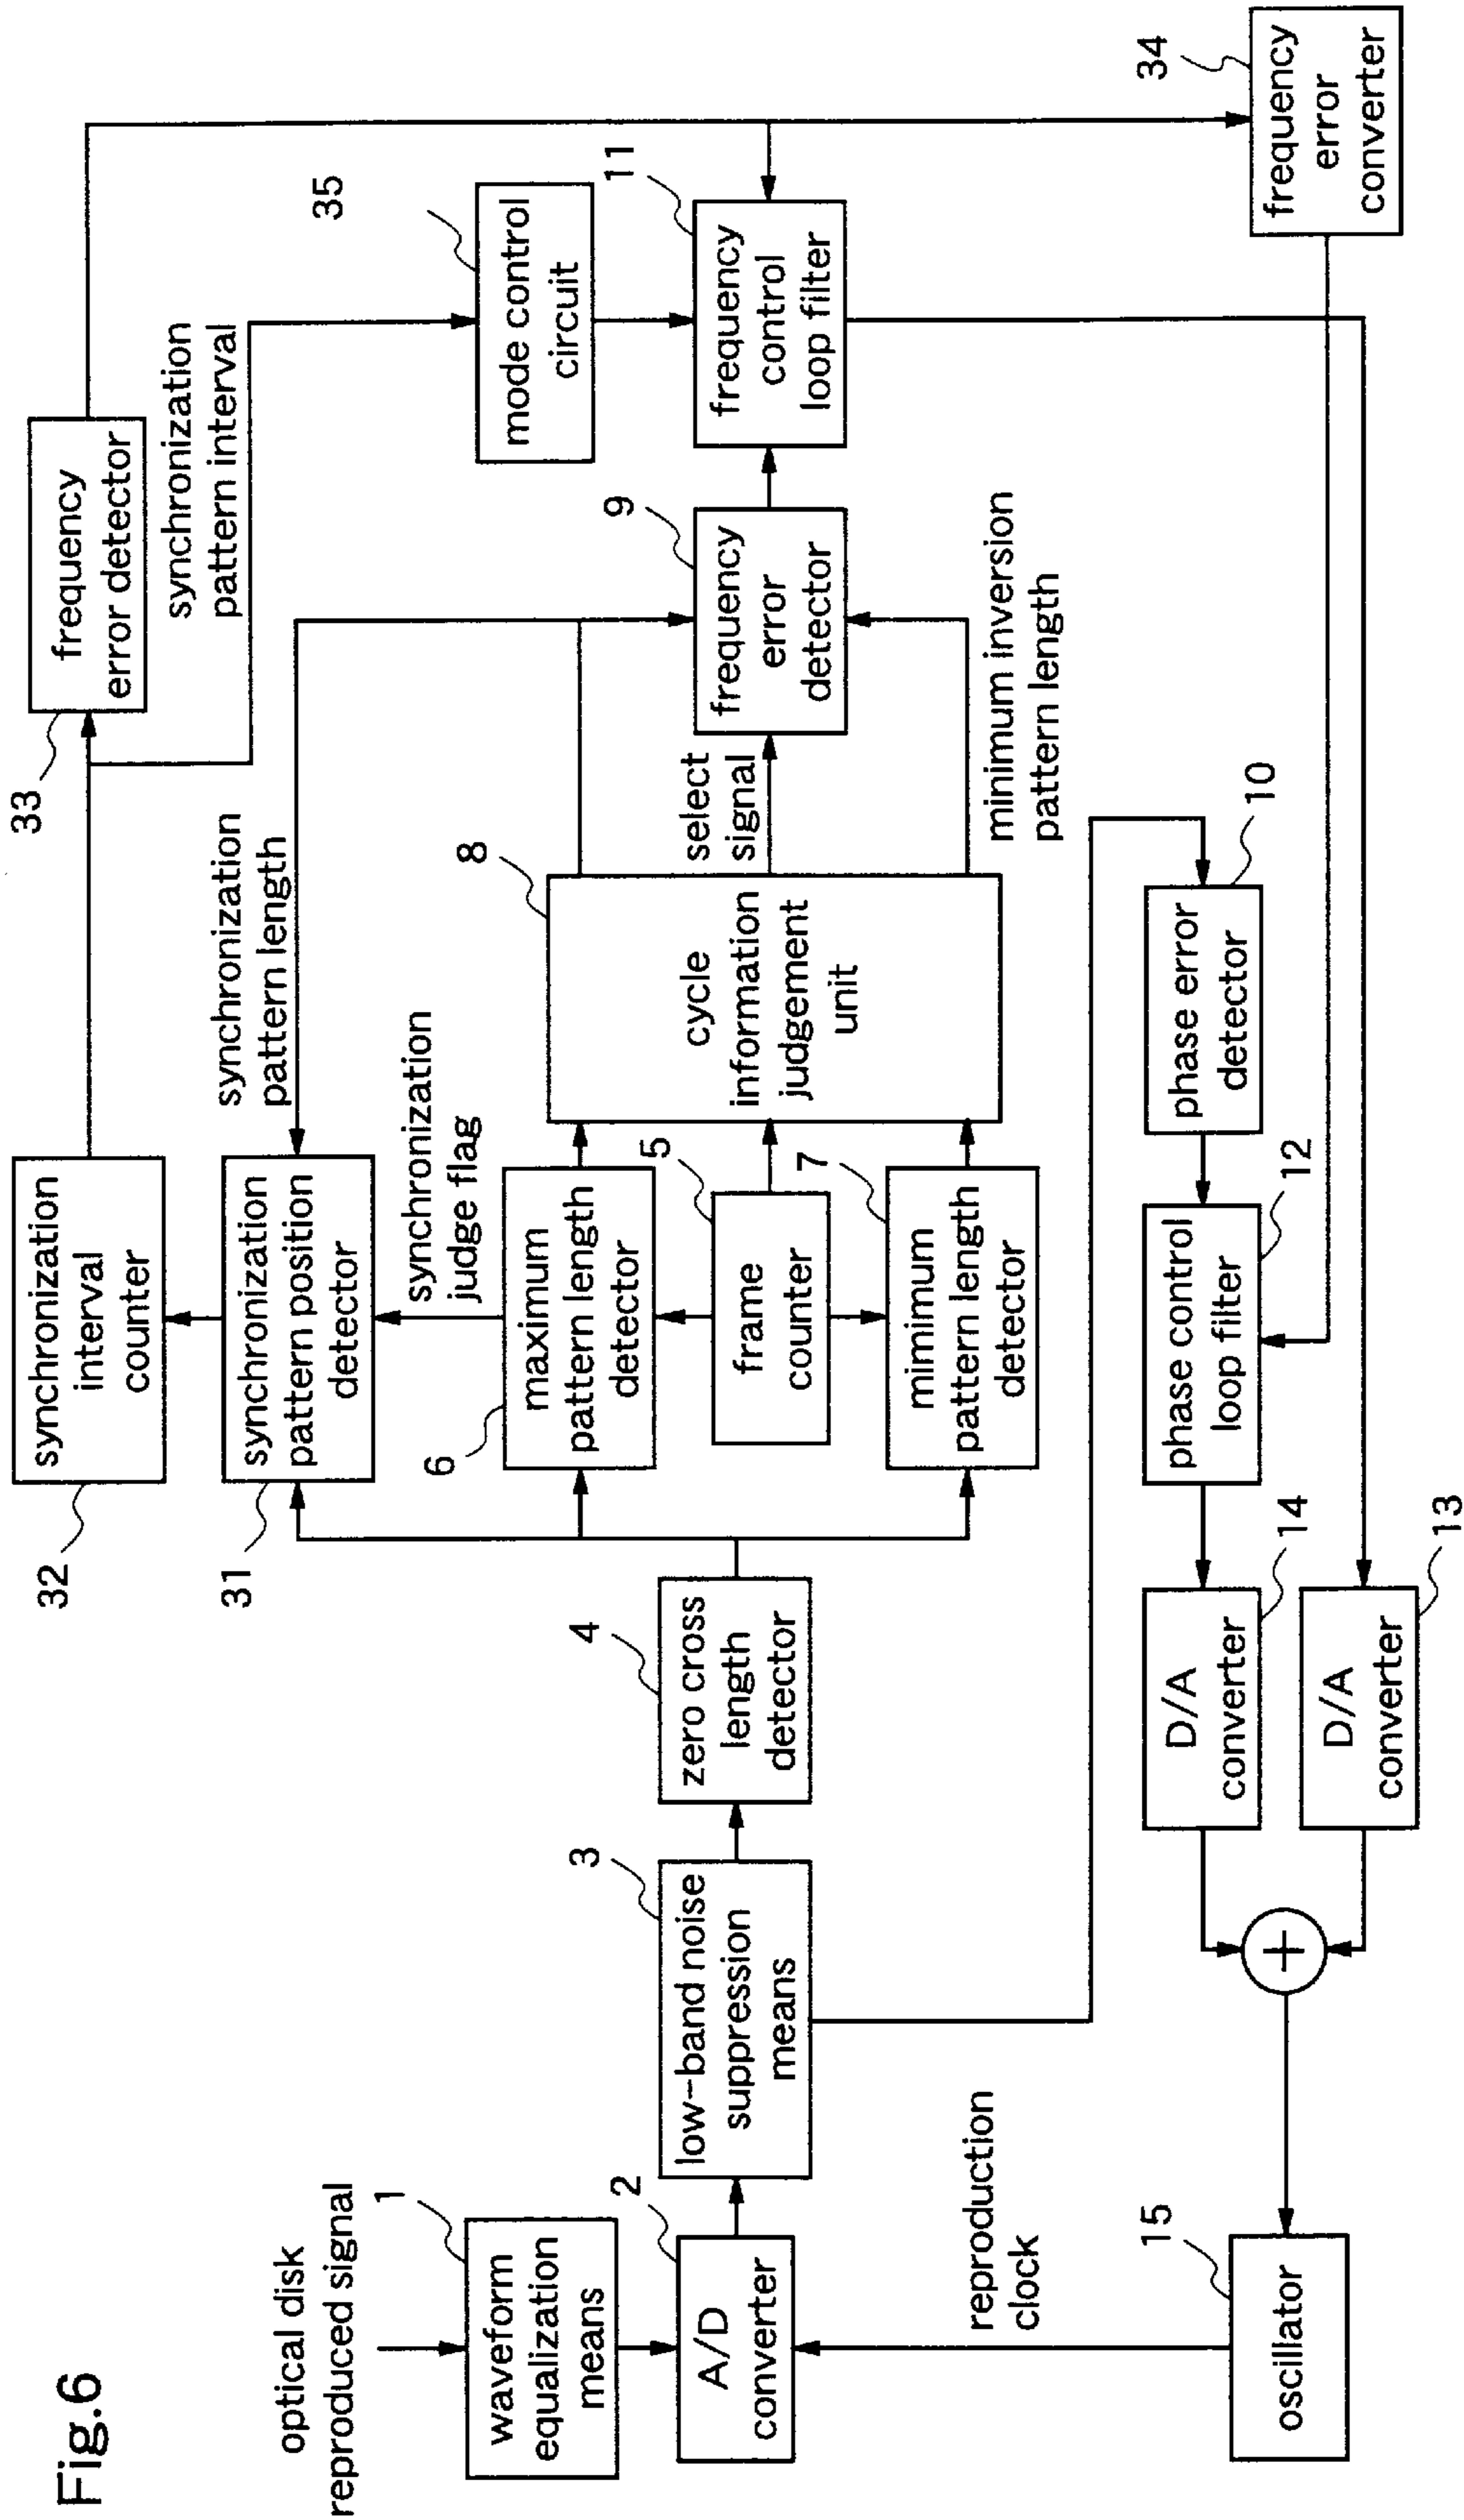 Fig.6
optical disk
reproduced signal
1
waveform
equalization
means
2
A/D
converter
reproduction
clock
15
oscillator
3
low-band noise
suppression
means
4
zero cross
length
detector
32
synchronization
interval
counter
31
synchronization
pattern position
detector
synchronization
judge flag
6
maximum
pattern length
detector
5
frame
counter
7
mimimum
pattern length
detector
synchronization
pattern length
8
cycle
information
judgement
unit
select
signal
minimum inversion
pattern length
33
frequency
error detector
synchronization
pattern interval
9
frequency
error
detector
35
mode control
circuit
11
frequency
control
loop filter
34
frequency
error
converter
10
phase error
detector
12
phase control
loop filter
14
D/A
converter
13
D/A
converter
+